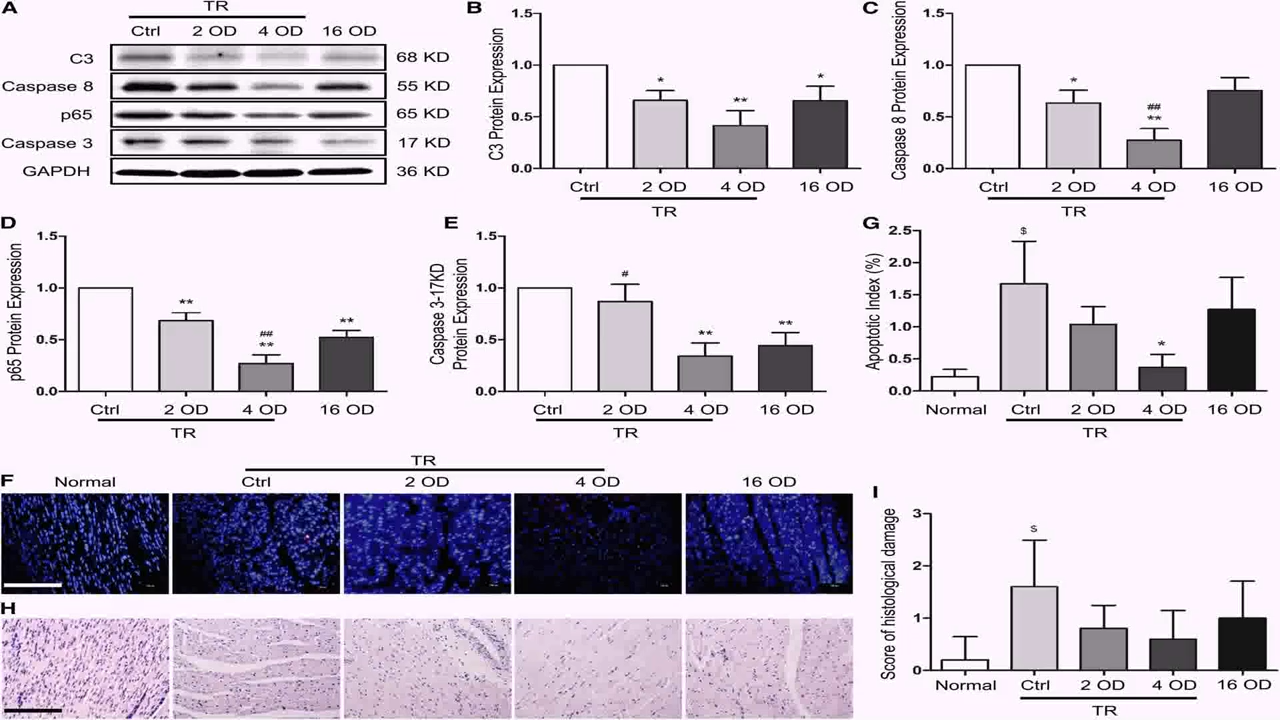 A
TR
Ctrl 2 OD 4 OD 16 OD
C3 68 KD
Caspase 8 55 KD
p65 65 KD
Caspase 3 17 KD
GAPDH 36 KD
B
C3 Protein Expression
1.5
1.0
0.5
0.0
*
**
*
Ctrl 2 OD 4 OD 16 OD
TR
C
Caspase 8 Protein Expression
1.5
1.0
0.5
0.0
*
##
**
Ctrl 2 OD 4 OD 16 OD
TR
D
p65 Protein Expression
1.5
1.0
0.5
0.0
**
##
**
**
Ctrl 2 OD 4 OD 16 OD
TR
E
Caspase 3-17KD
Protein Expression
1.5
1.0
0.5
0.0
#
**
**
Ctrl 2 OD 4 OD 16 OD
TR
G
Apoptotic Index (%)
2.5
2.0
1.5
1.0
0.5
0.0
$
*
Normal Ctrl 2 OD 4 OD 16 OD
TR
F
TR
Normal Ctrl 2 OD 4 OD 16 OD
H
I
Score of histological damage
3
2
1
0
$
Normal Ctrl 2 OD 4 OD 16 OD
TR